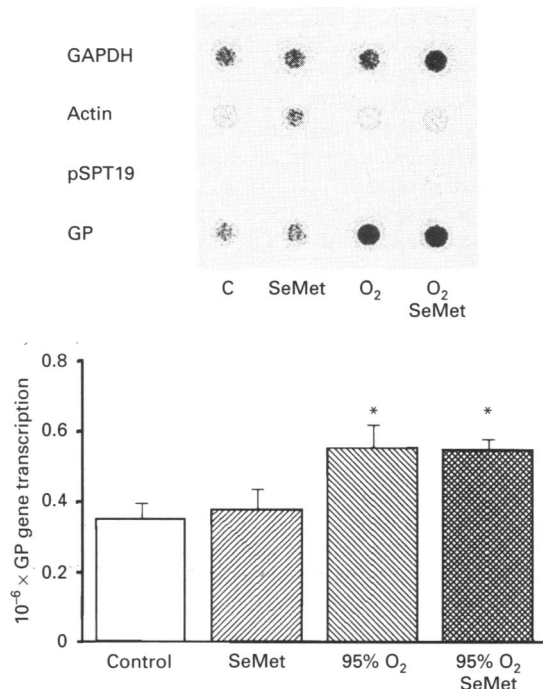 GAPDH
Actin
pSPT19
GP
C SeMet O₂ O₂
SeMet
10⁻⁶ × GP gene transcription
0.8
0.6
0.4
0.2
0
* *
Control SeMet 95% O₂ 95% O₂
SeMet